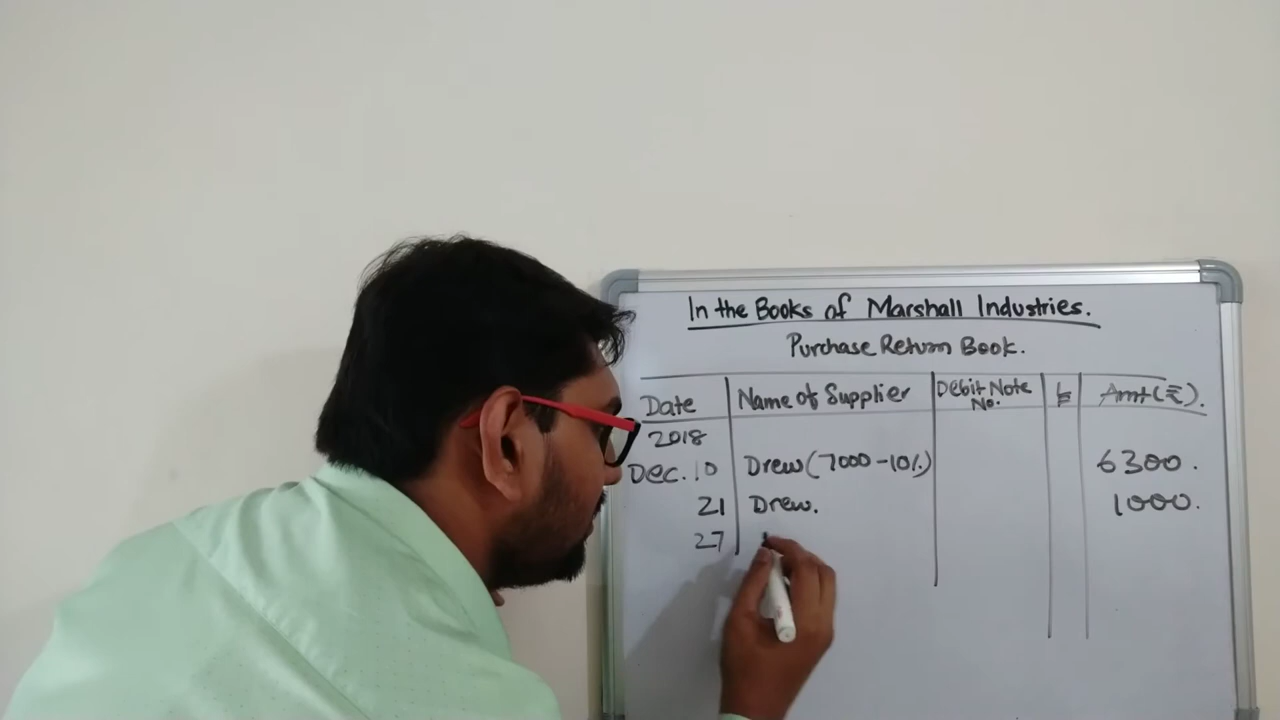 In the Books of Marshall Industries.
Purchase Return Book.
Date Name of Supplier Debit Note No. Amt (₹).
2018
Dec. 10 Drew (7000 - 10%) 6300.
21 Drew. 1000.
27